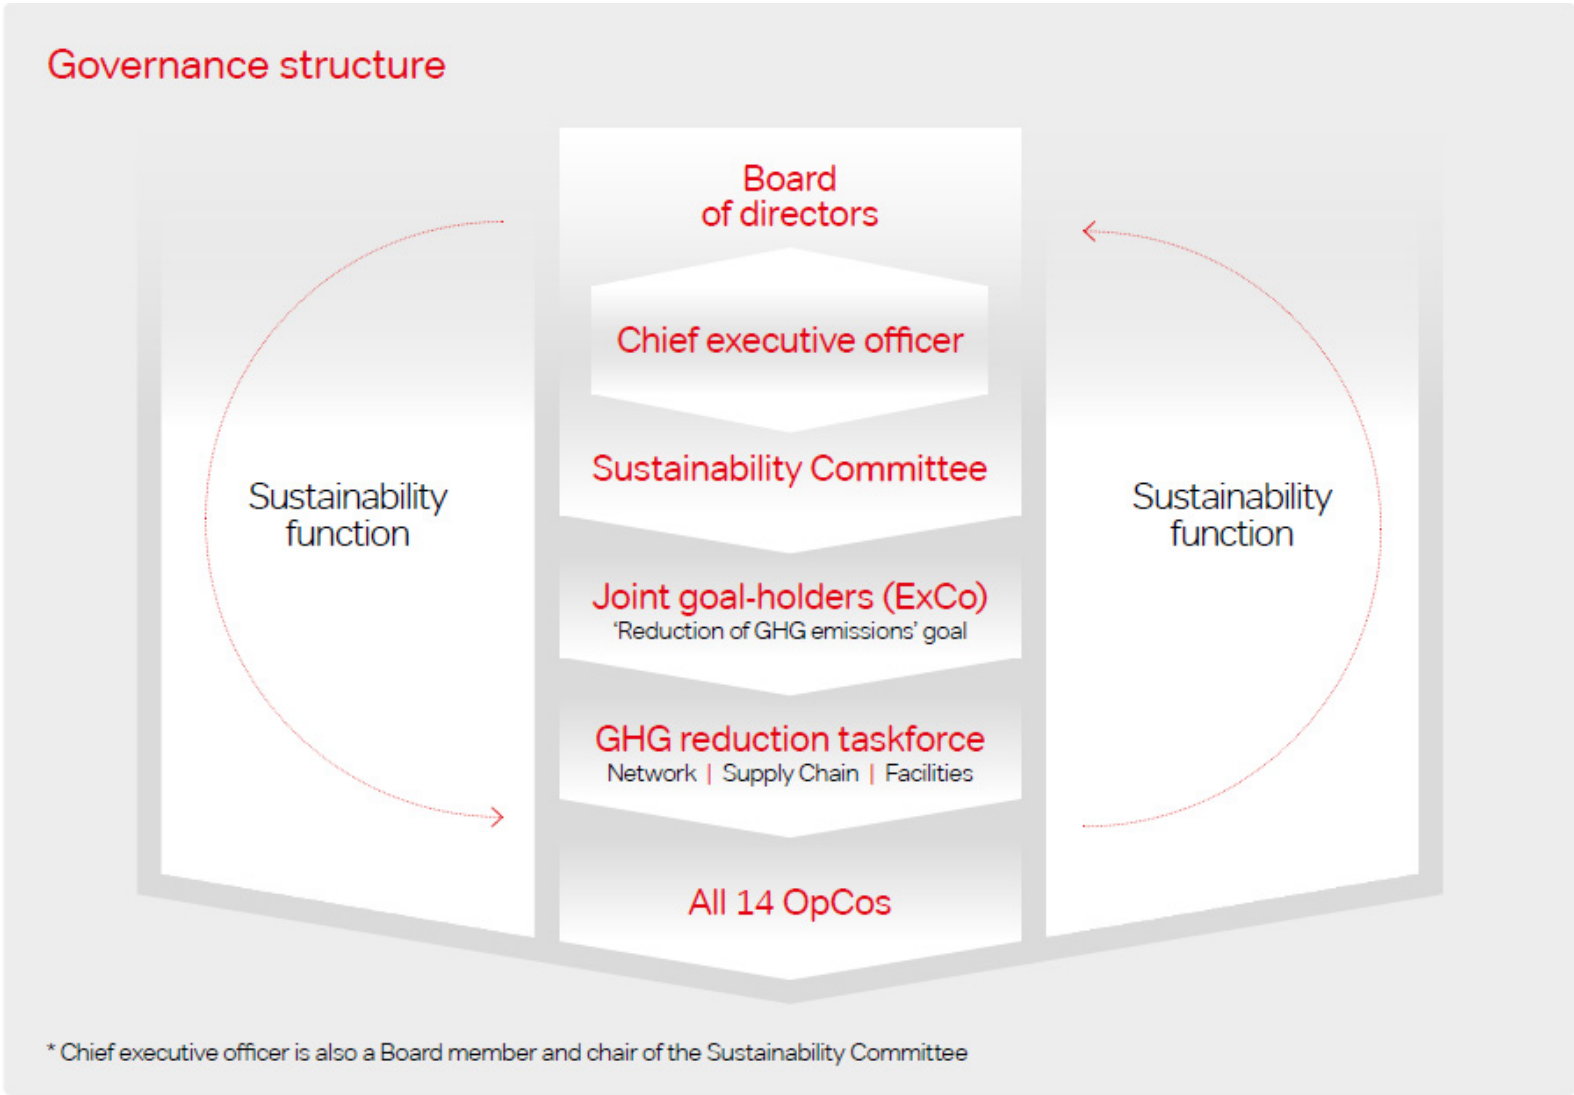 Governance structure
Board
of directors
Chief executive officer
Sustainability Committee
Sustainability
function
Sustainability
function
Joint goal-holders (ExCo)
‘Reduction of GHG emissions’ goal
GHG reduction taskforce
Network | Supply Chain | Facilities
All 14 OpCos
* Chief executive officer is also a Board member and chair of the Sustainability Committee